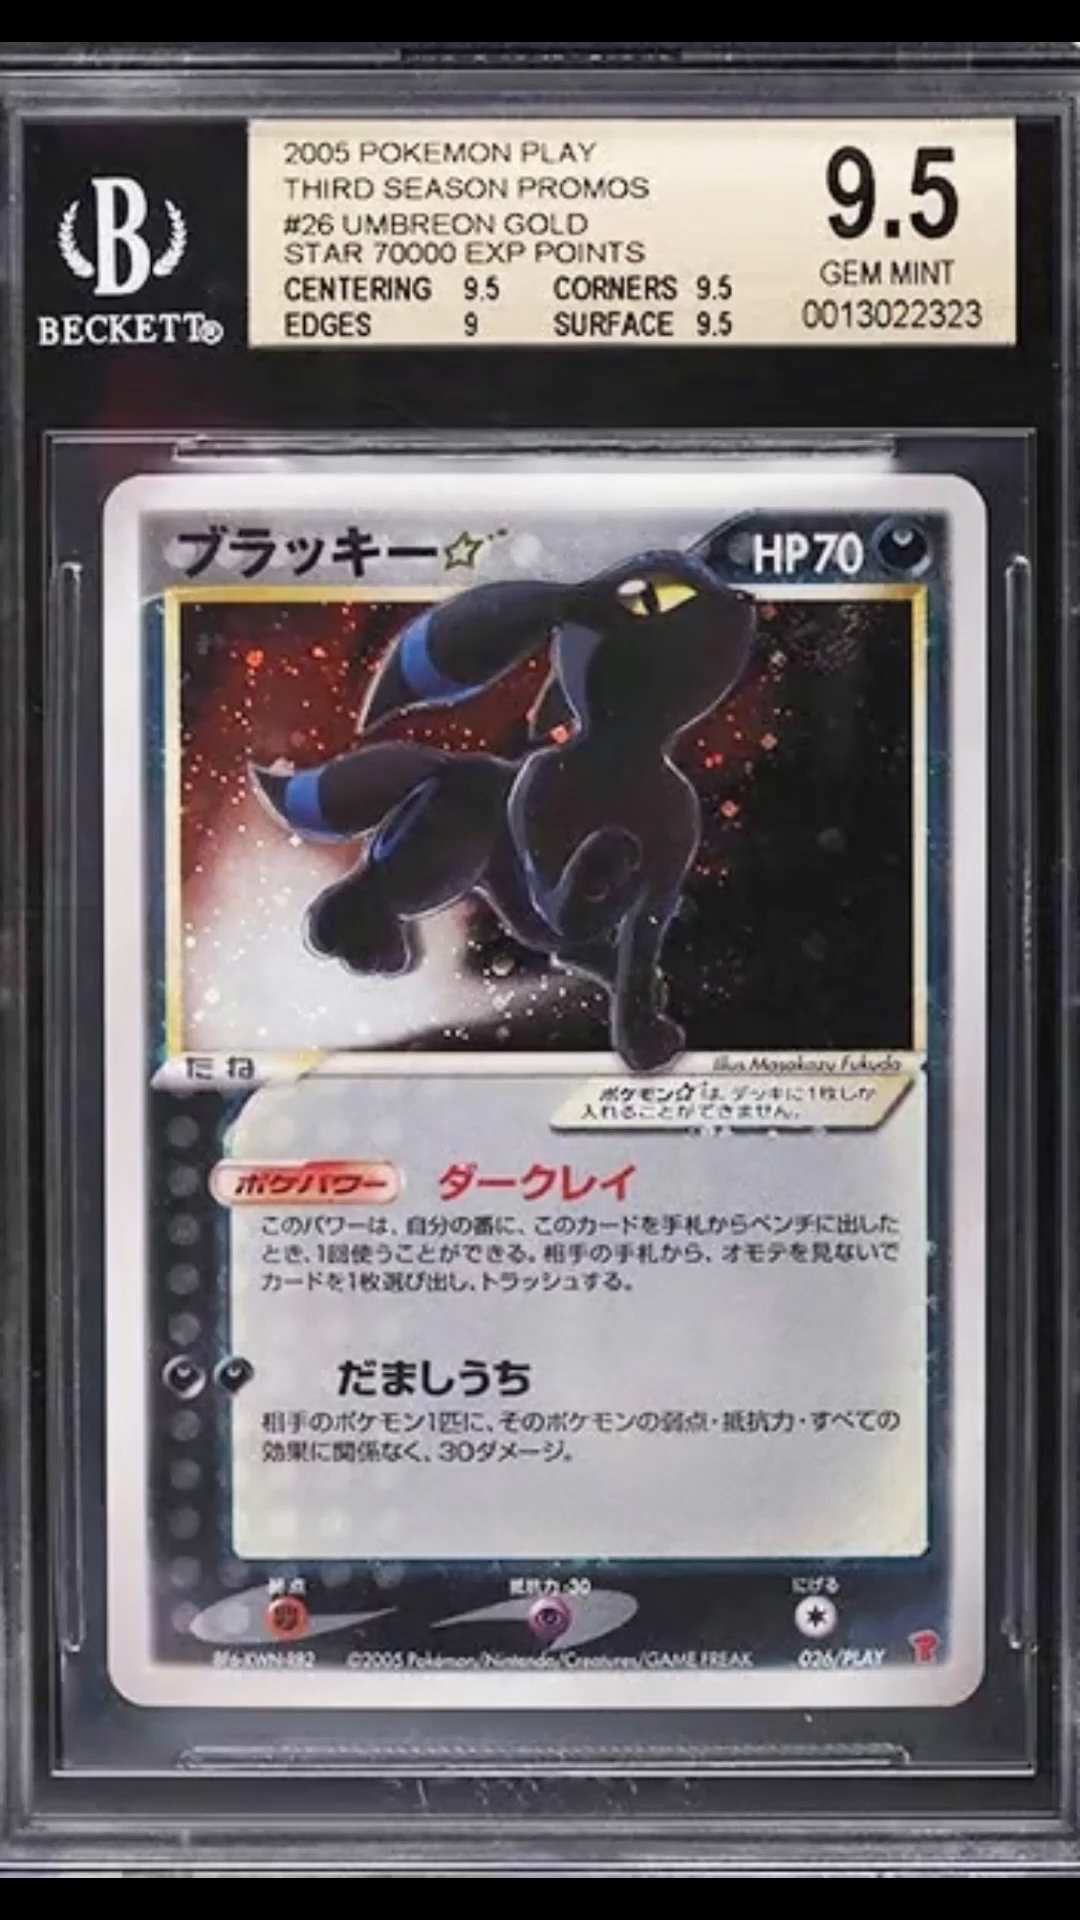 B
BECKETT®
2005 POKEMON PLAY
THIRD SEASON PROMOS
#26 UMBREON GOLD
STAR 70000 EXP POINTS
CENTERING 9.5 CORNERS 9.5
EDGES 9 SURFACE 9.5
9.5
GEM MINT
0013022323
ブラッキー☆
HP70
たね
Illus. Masakazu Fukuda
ポケモン☆は、デッキに1枚しか
入れることができません。
ポケパワー ダークレイ
このパワーは、自分の番に、このカードを手札からベンチに出した
とき、1回使うことができる。相手の手札から、オモテを見ないで
カードを1枚選び出し、トラッシュする。
だましうち
相手のポケモン1匹に、そのポケモンの弱点・抵抗力・すべての
効果に関係なく、30ダメージ。
弱点 抵抗力 -30 にげる
©2005 Pokémon/Nintendo/Creatures/GAME FREAK 026/PLAY